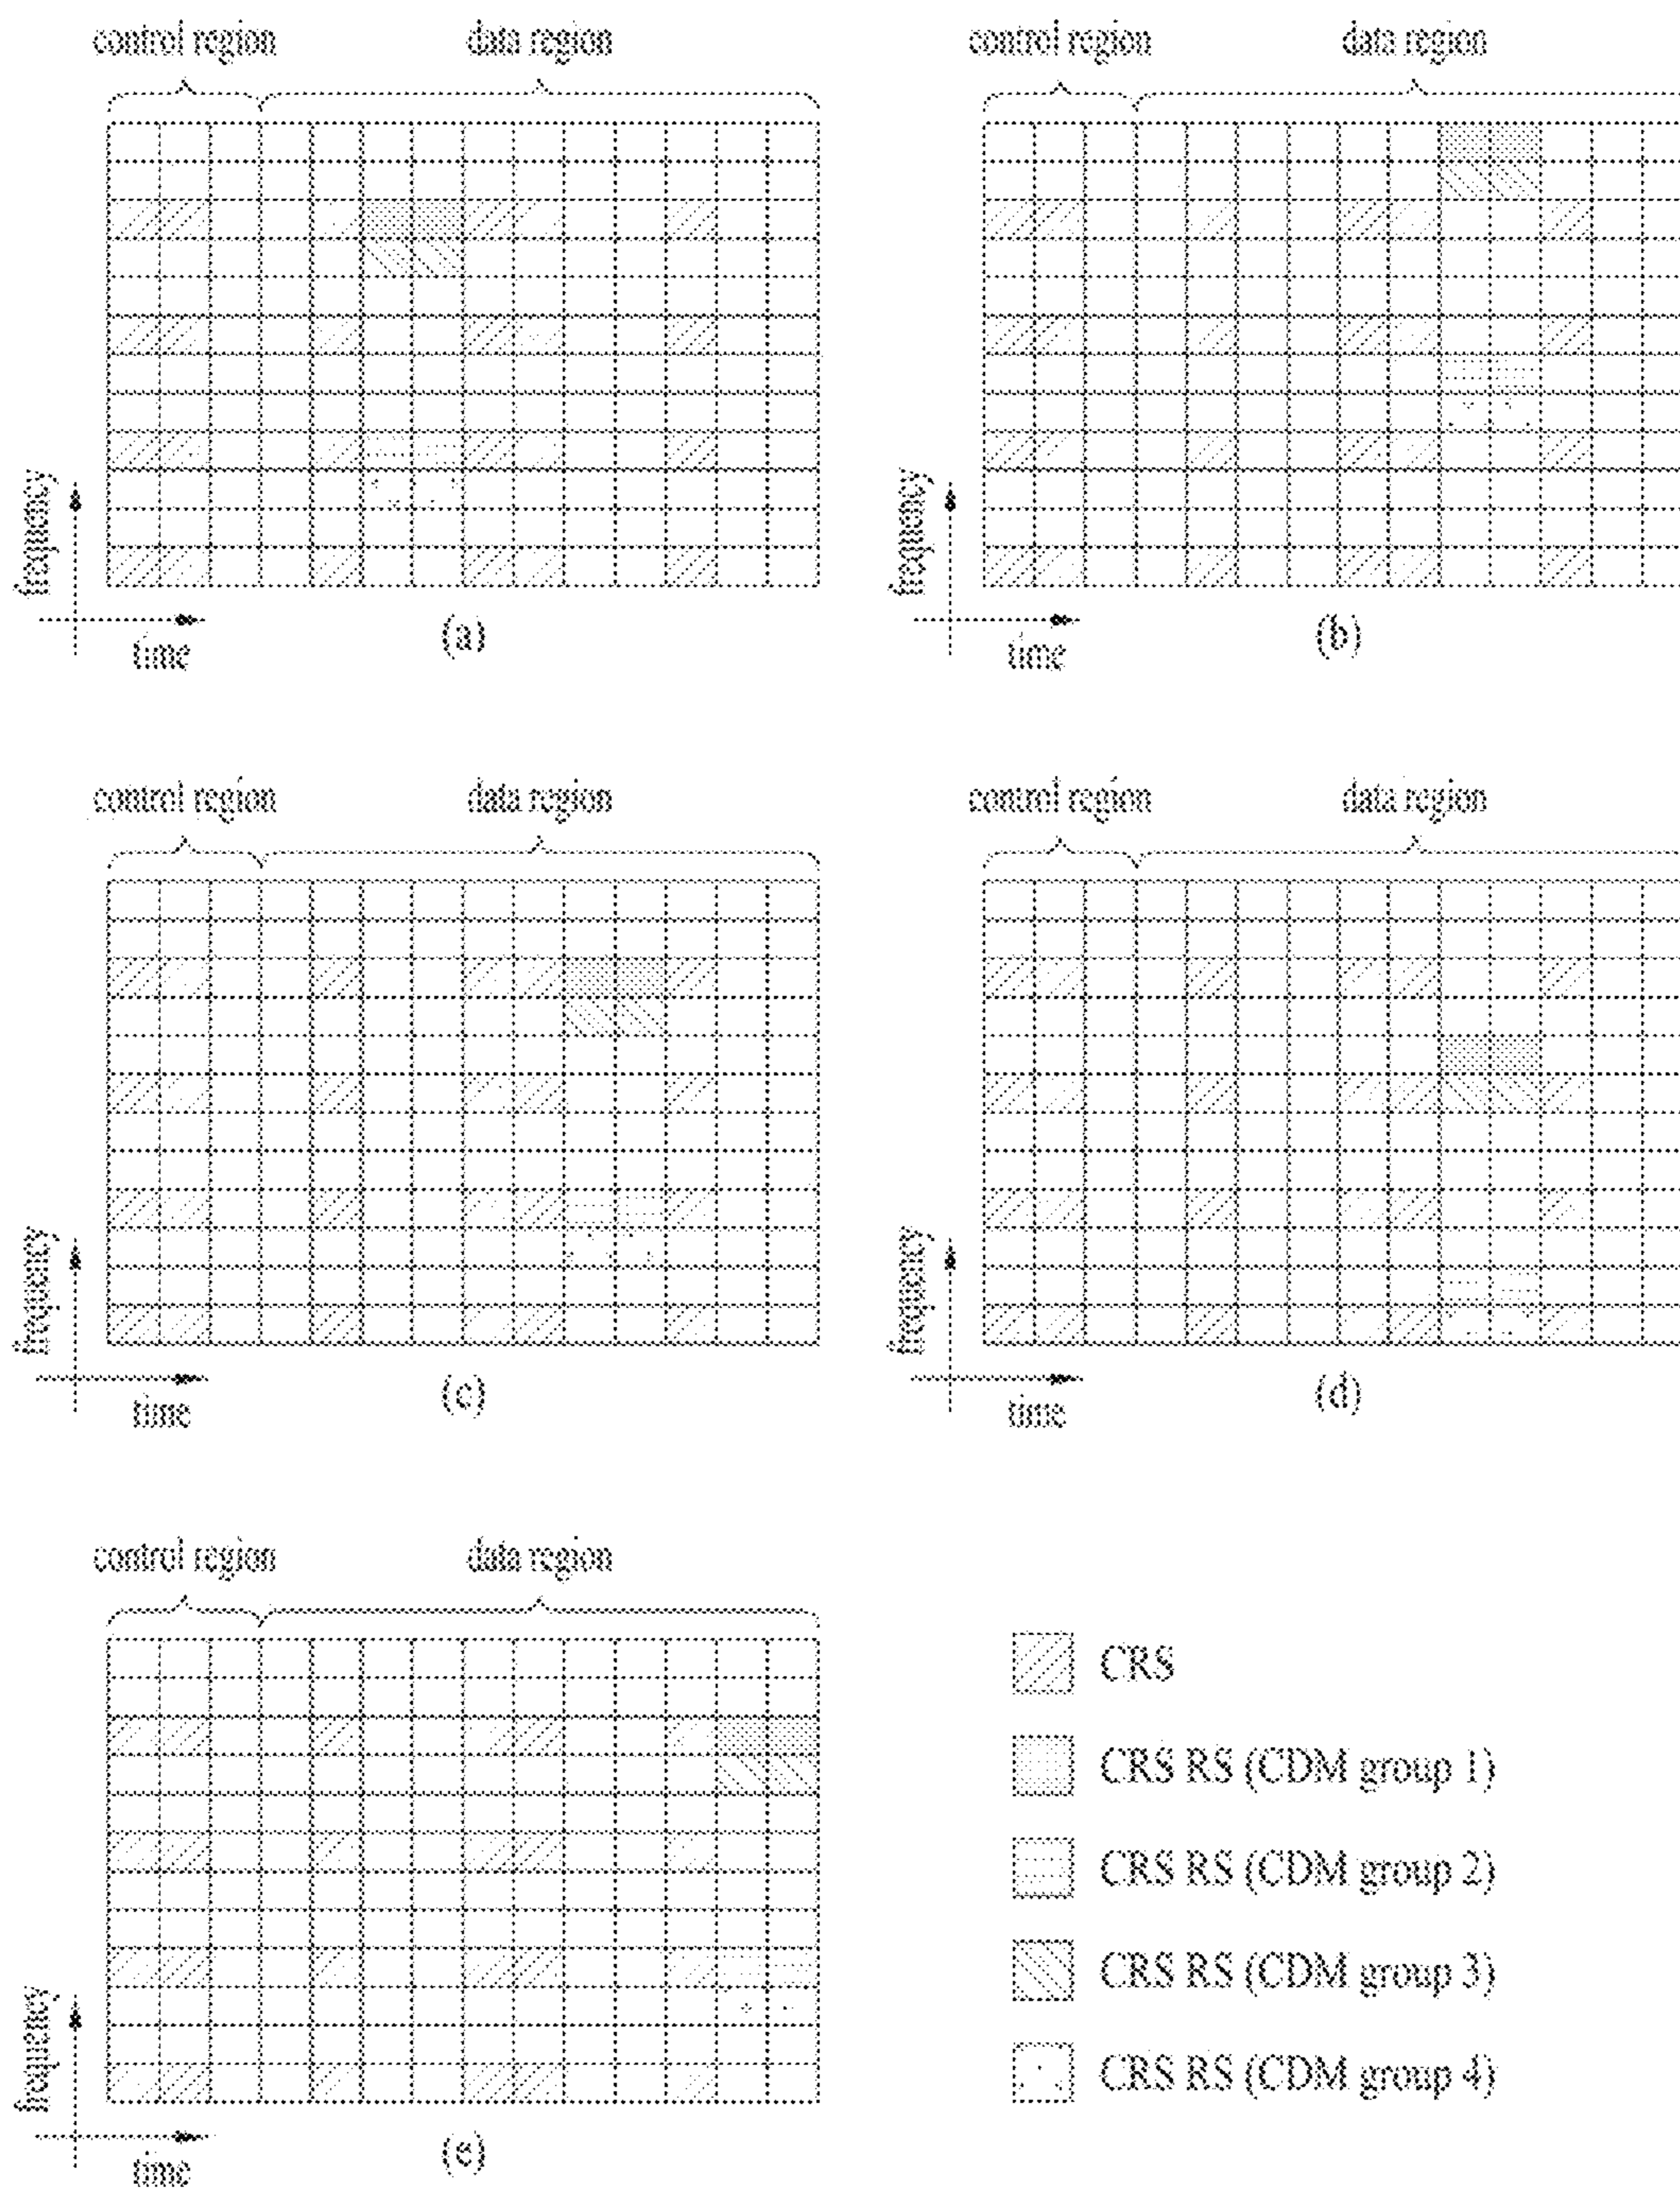 control region
data region
control region
data region
frequency
time
(a)
frequency
time
(b)
control region
data region
control region
data region
frequency
time
(c)
frequency
time
(d)
control region
data region
frequency
time
(e)
CRS
CRS RS (CDM group 1)
CRS RS (CDM group 2)
CRS RS (CDM group 3)
CRS RS (CDM group 4)